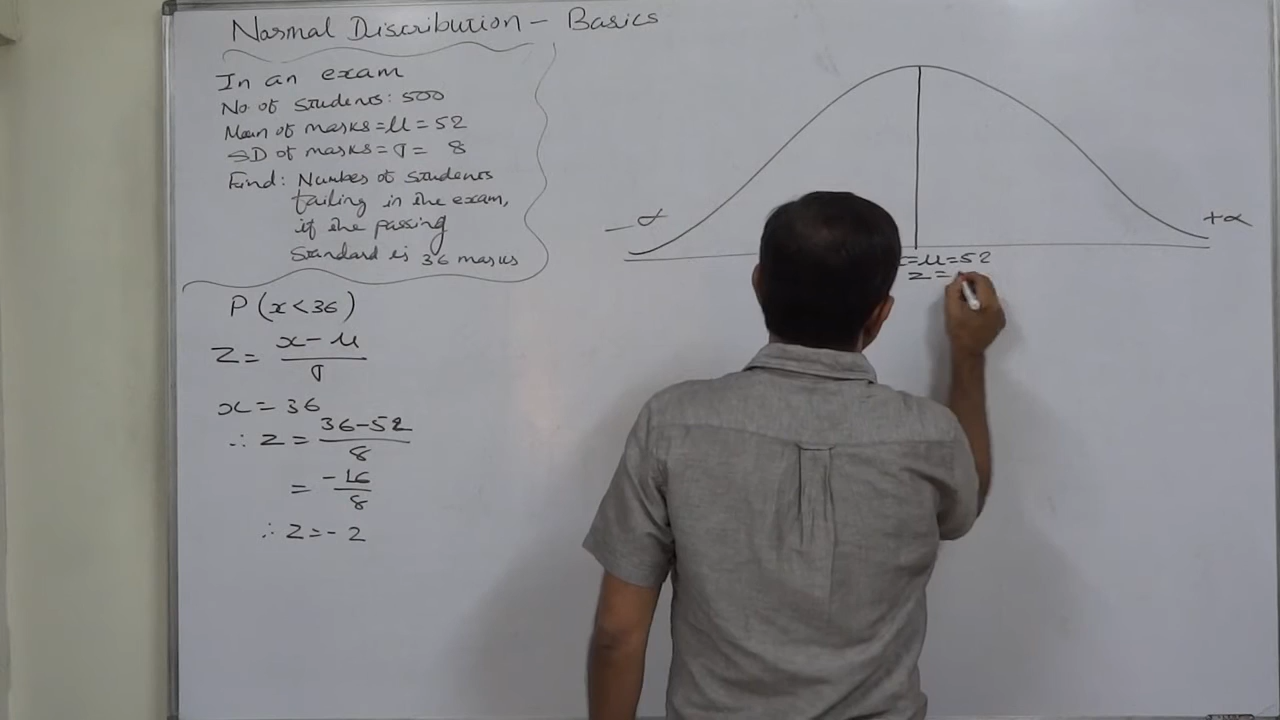 Normal Distribution - Basics
In an exam
No of students: 500
Mean of marks = μ = 52
SD of marks = σ = 8
Find: Number of students
failing in the exam,
if the passing
standard is 36 marks
P(x<36)
z = x-μ / σ
x = 36
∴ z = 36-52 / 8
= -16 / 8
∴ z = -2
-∝
+∝
=μ=52
z =